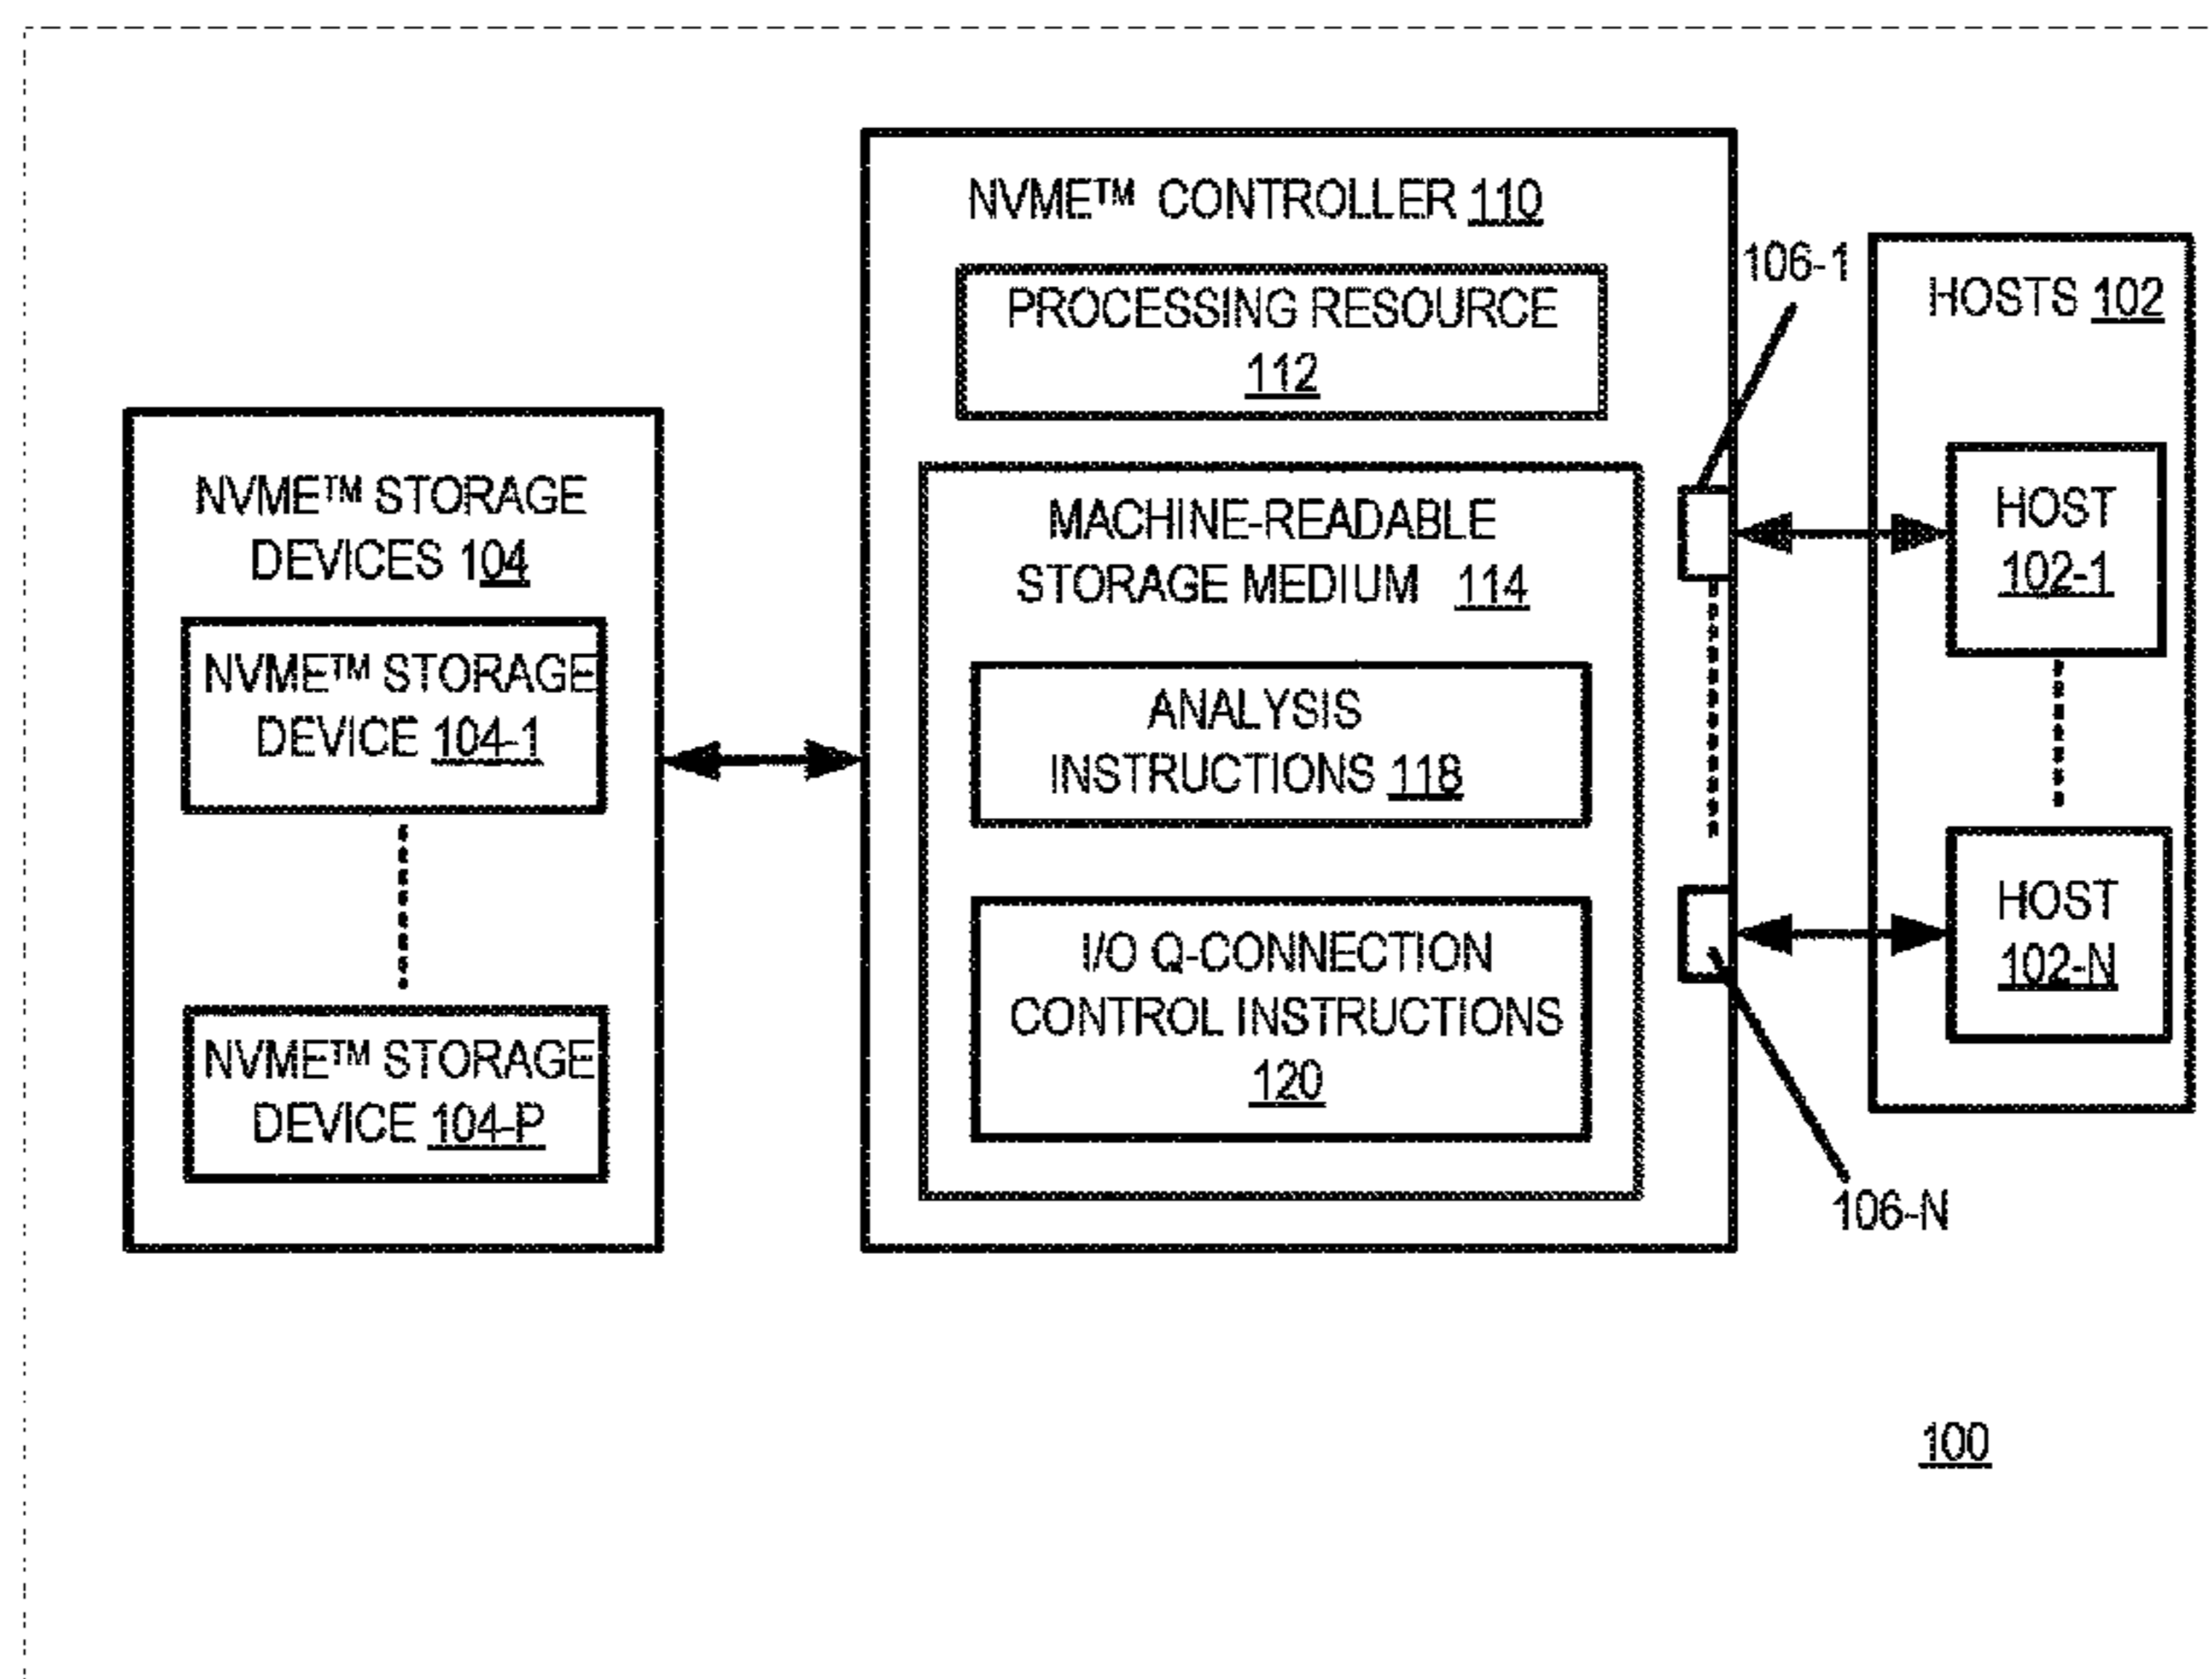 NVME™ CONTROLLER 110
PROCESSING RESOURCE
112
106-1
HOSTS 102
NVME™ STORAGE
DEVICES 104
MACHINE-READABLE
STORAGE MEDIUM 114
HOST
102-1
NVME™ STORAGE
DEVICE 104-1
ANALYSIS
INSTRUCTIONS 118
I/O Q-CONNECTION
CONTROL INSTRUCTIONS
120
HOST
102-N
NVME™ STORAGE
DEVICE 104-P
106-N
100